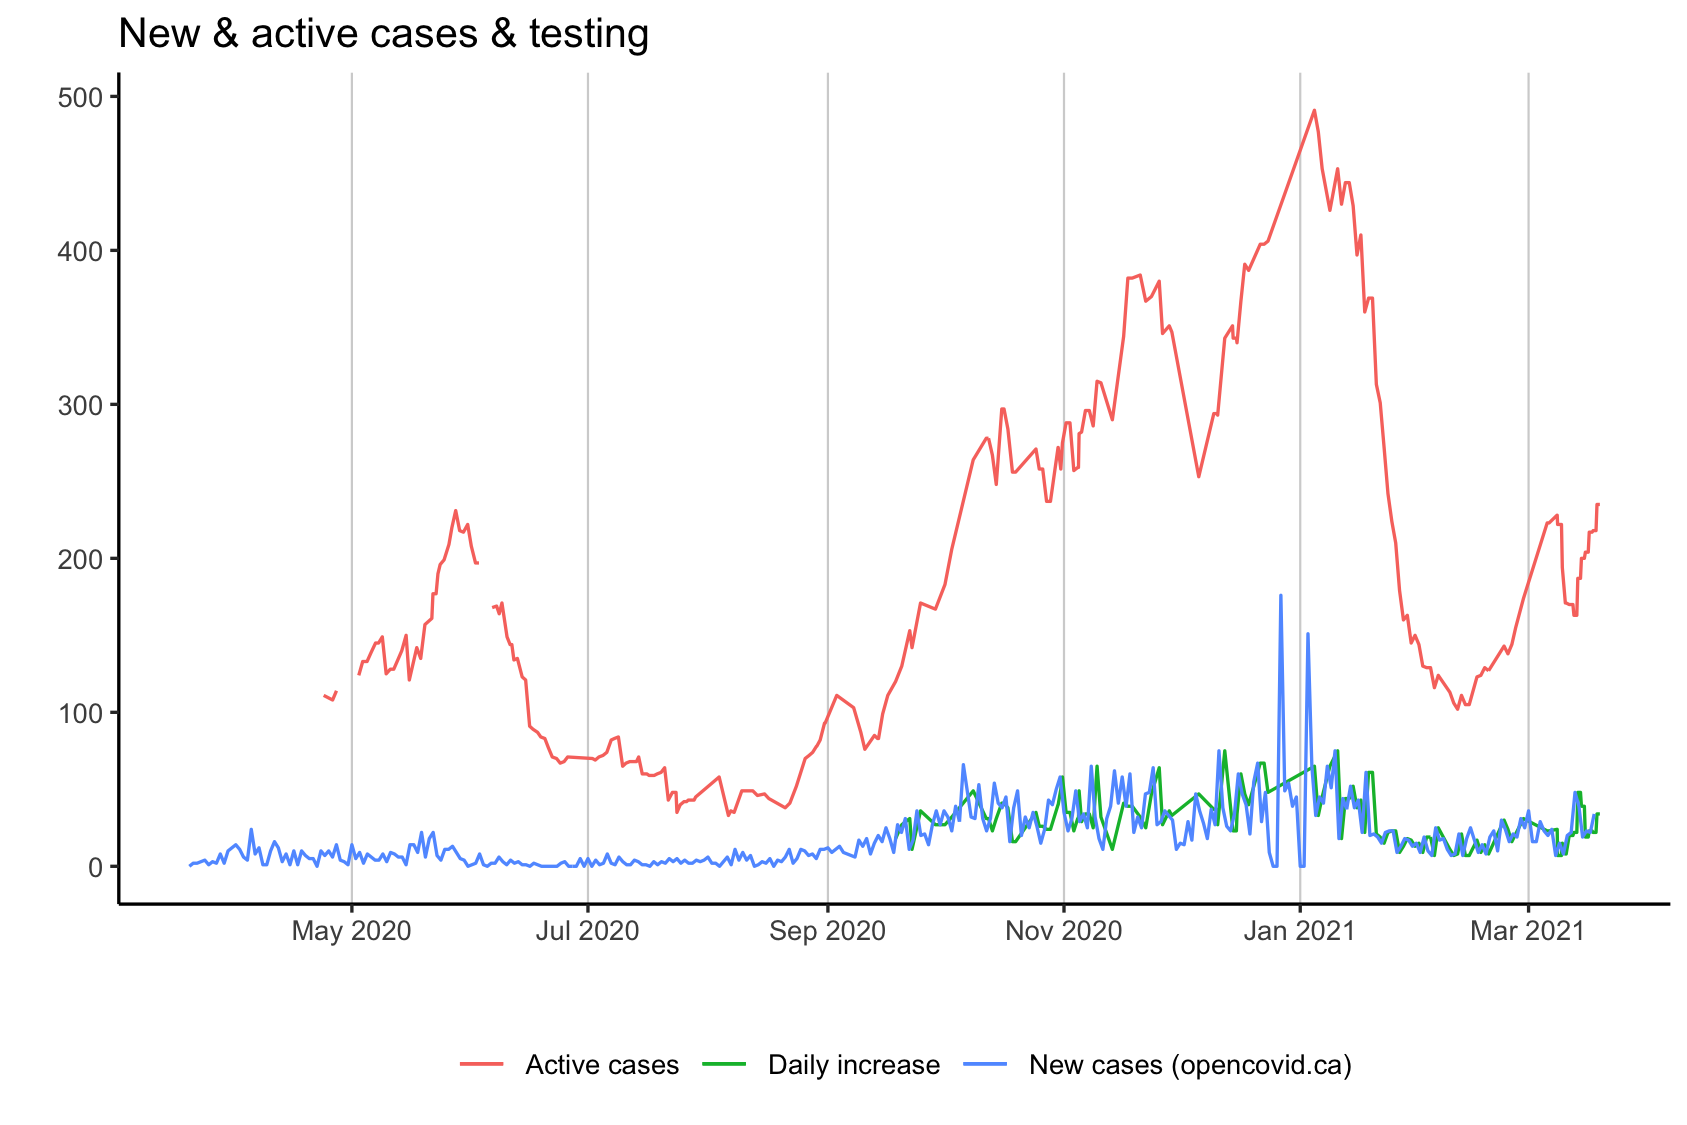 New & active cases & testing
500
400
300
200
100
0
May 2020 Jul 2020 Sep 2020 Nov 2020 Jan 2021 Mar 2021
Active cases Daily increase New cases (opencovid.ca)